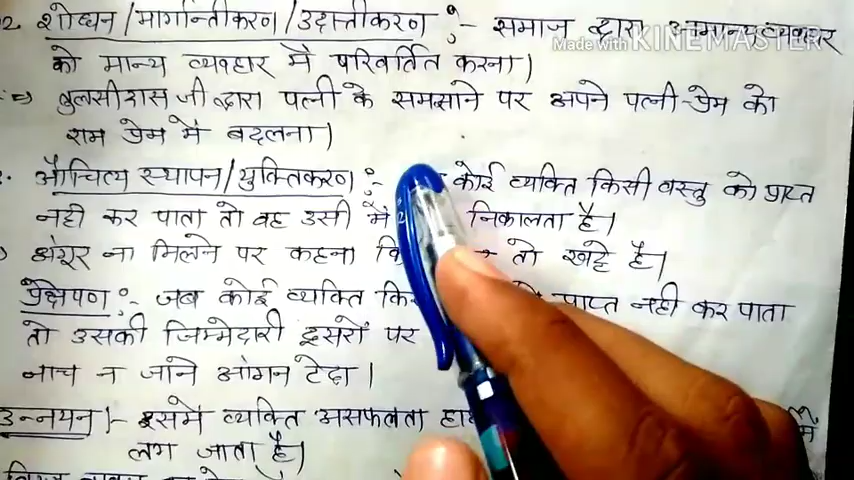 2 शोधन/मार्गान्तीकरण/उदात्तीकरण :- समाज द्वारा अमान्य व्यवहार
Made with KINEMASTER
को मान्य व्यवहार में परिवर्तित करना)
=> तुलसीदास जी द्वारा पत्नी के समझाने पर अपने पत्नी-प्रेम को
राम प्रेम में बदलना)
औचित्य स्थापन/युक्तिकरण :- कोई व्यक्ति किसी वस्तु को प्राप्त
नही कर पाता तो वह उसी में निकालता है।
अंगूर ना मिलने पर कहना तो खट्टे है।
प्रेक्षेपण :- जब कोई व्यक्ति प्राप्त नही कर पाता
तो उसकी जिम्मेदारी दूसरों पर
नाच न जाने आंगन टेढा।
उन्नयन ।- इसमें व्यक्ति असफलता में
लग जाता है।